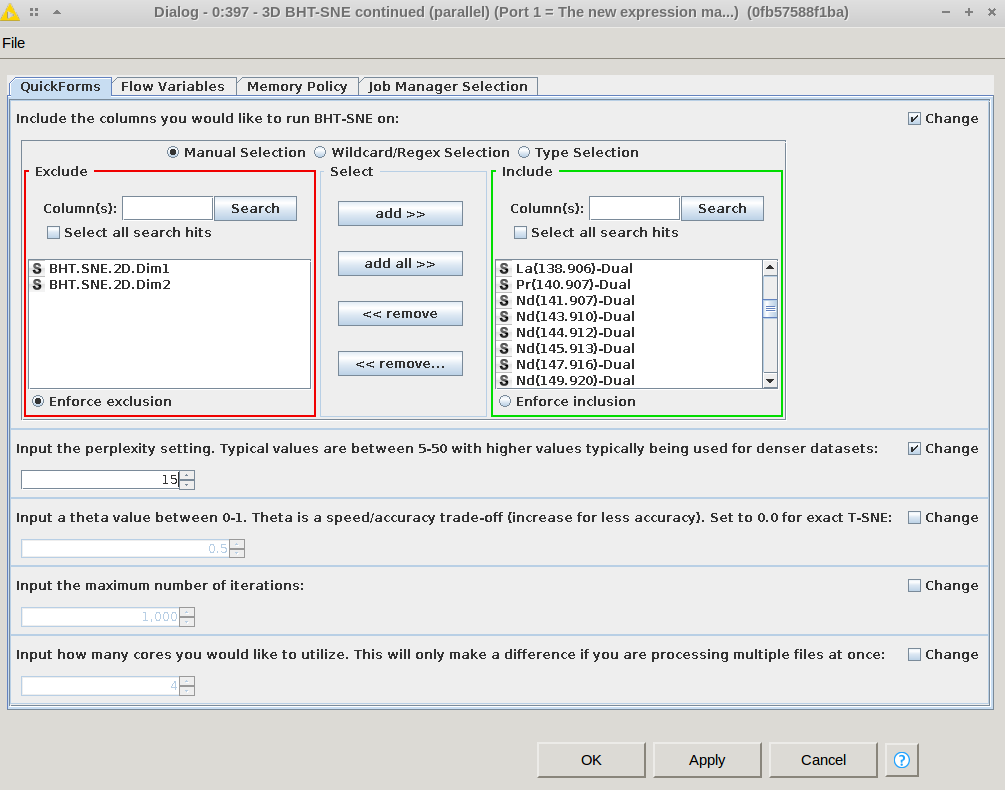 Dialog - 0:397 - 3D BHT-SNE continued (parallel) (Port 1 = The new expression ma...) (0fb57588f1ba)
File
QuickForms Flow Variables Memory Policy Job Manager Selection
Include the columns you would like to run BHT-SNE on: Change
Manual Selection Wildcard/Regex Selection Type Selection
Exclude Select Include
Column(s): Search add >> Column(s): Search
Select all search hits Select all search hits
add all >>
<< remove
<< remove...
S BHT.SNE.2D.Dim1
S BHT.SNE.2D.Dim2
S La(138.906)-Dual
S Pr(140.907)-Dual
S Nd(141.907)-Dual
S Nd(143.910)-Dual
S Nd(144.912)-Dual
S Nd(145.913)-Dual
S Nd(147.916)-Dual
S Nd(149.920)-Dual
Enforce exclusion Enforce inclusion
Input the perplexity setting. Typical values are between 5-50 with higher values typically being used for denser datasets: Change
15
Input a theta value between 0-1. Theta is a speed/accuracy trade-off (increase for less accuracy). Set to 0.0 for exact T-SNE: Change
0.5
Input the maximum number of iterations: Change
1,000
Input how many cores you would like to utilize. This will only make a difference if you are processing multiple files at once: Change
4
OK Apply Cancel ?